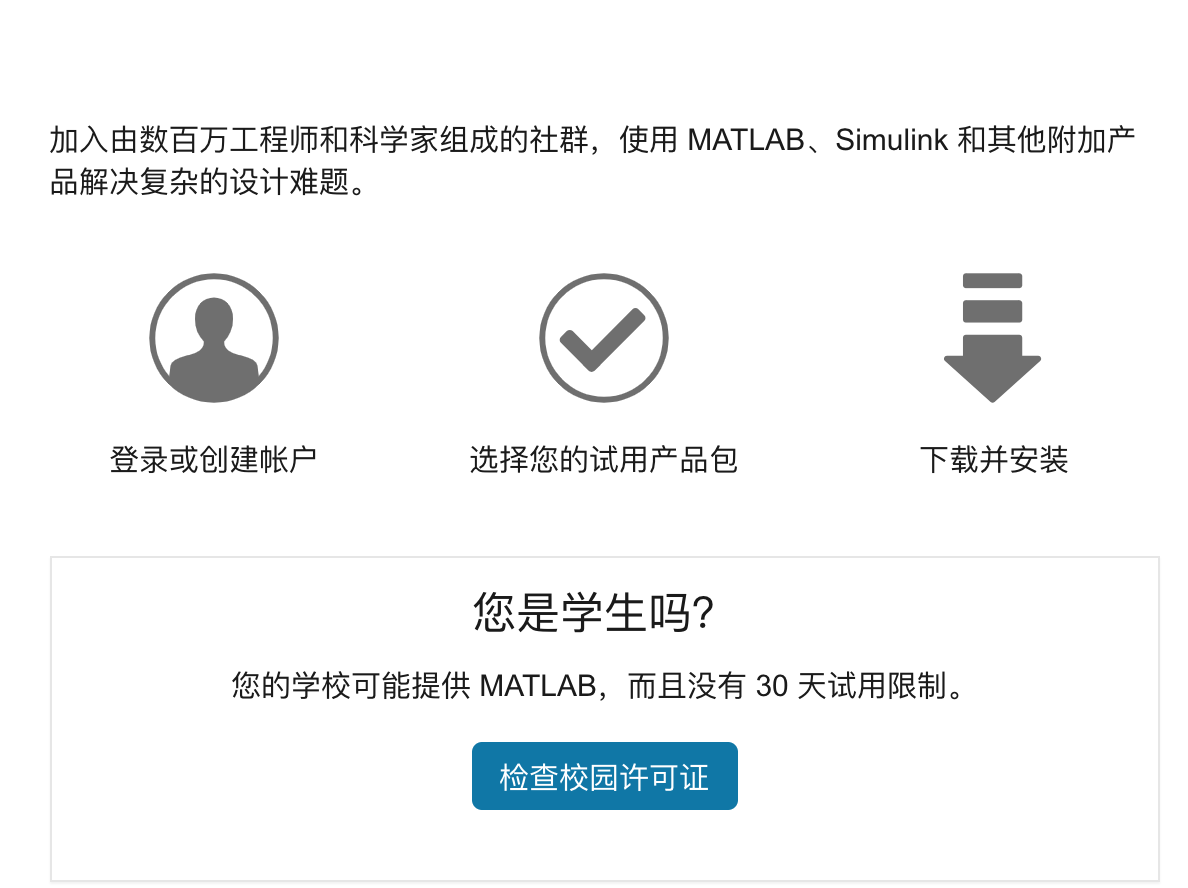 加入由数百万工程师和科学家组成的社群，使用 MATLAB、Simulink 和其他附加产
品解决复杂的设计难题。
登录或创建帐户
选择您的试用产品包
下载并安装
您是学生吗?
您的学校可能提供 MATLAB，而且没有 30 天试用限制。
检查校园许可证